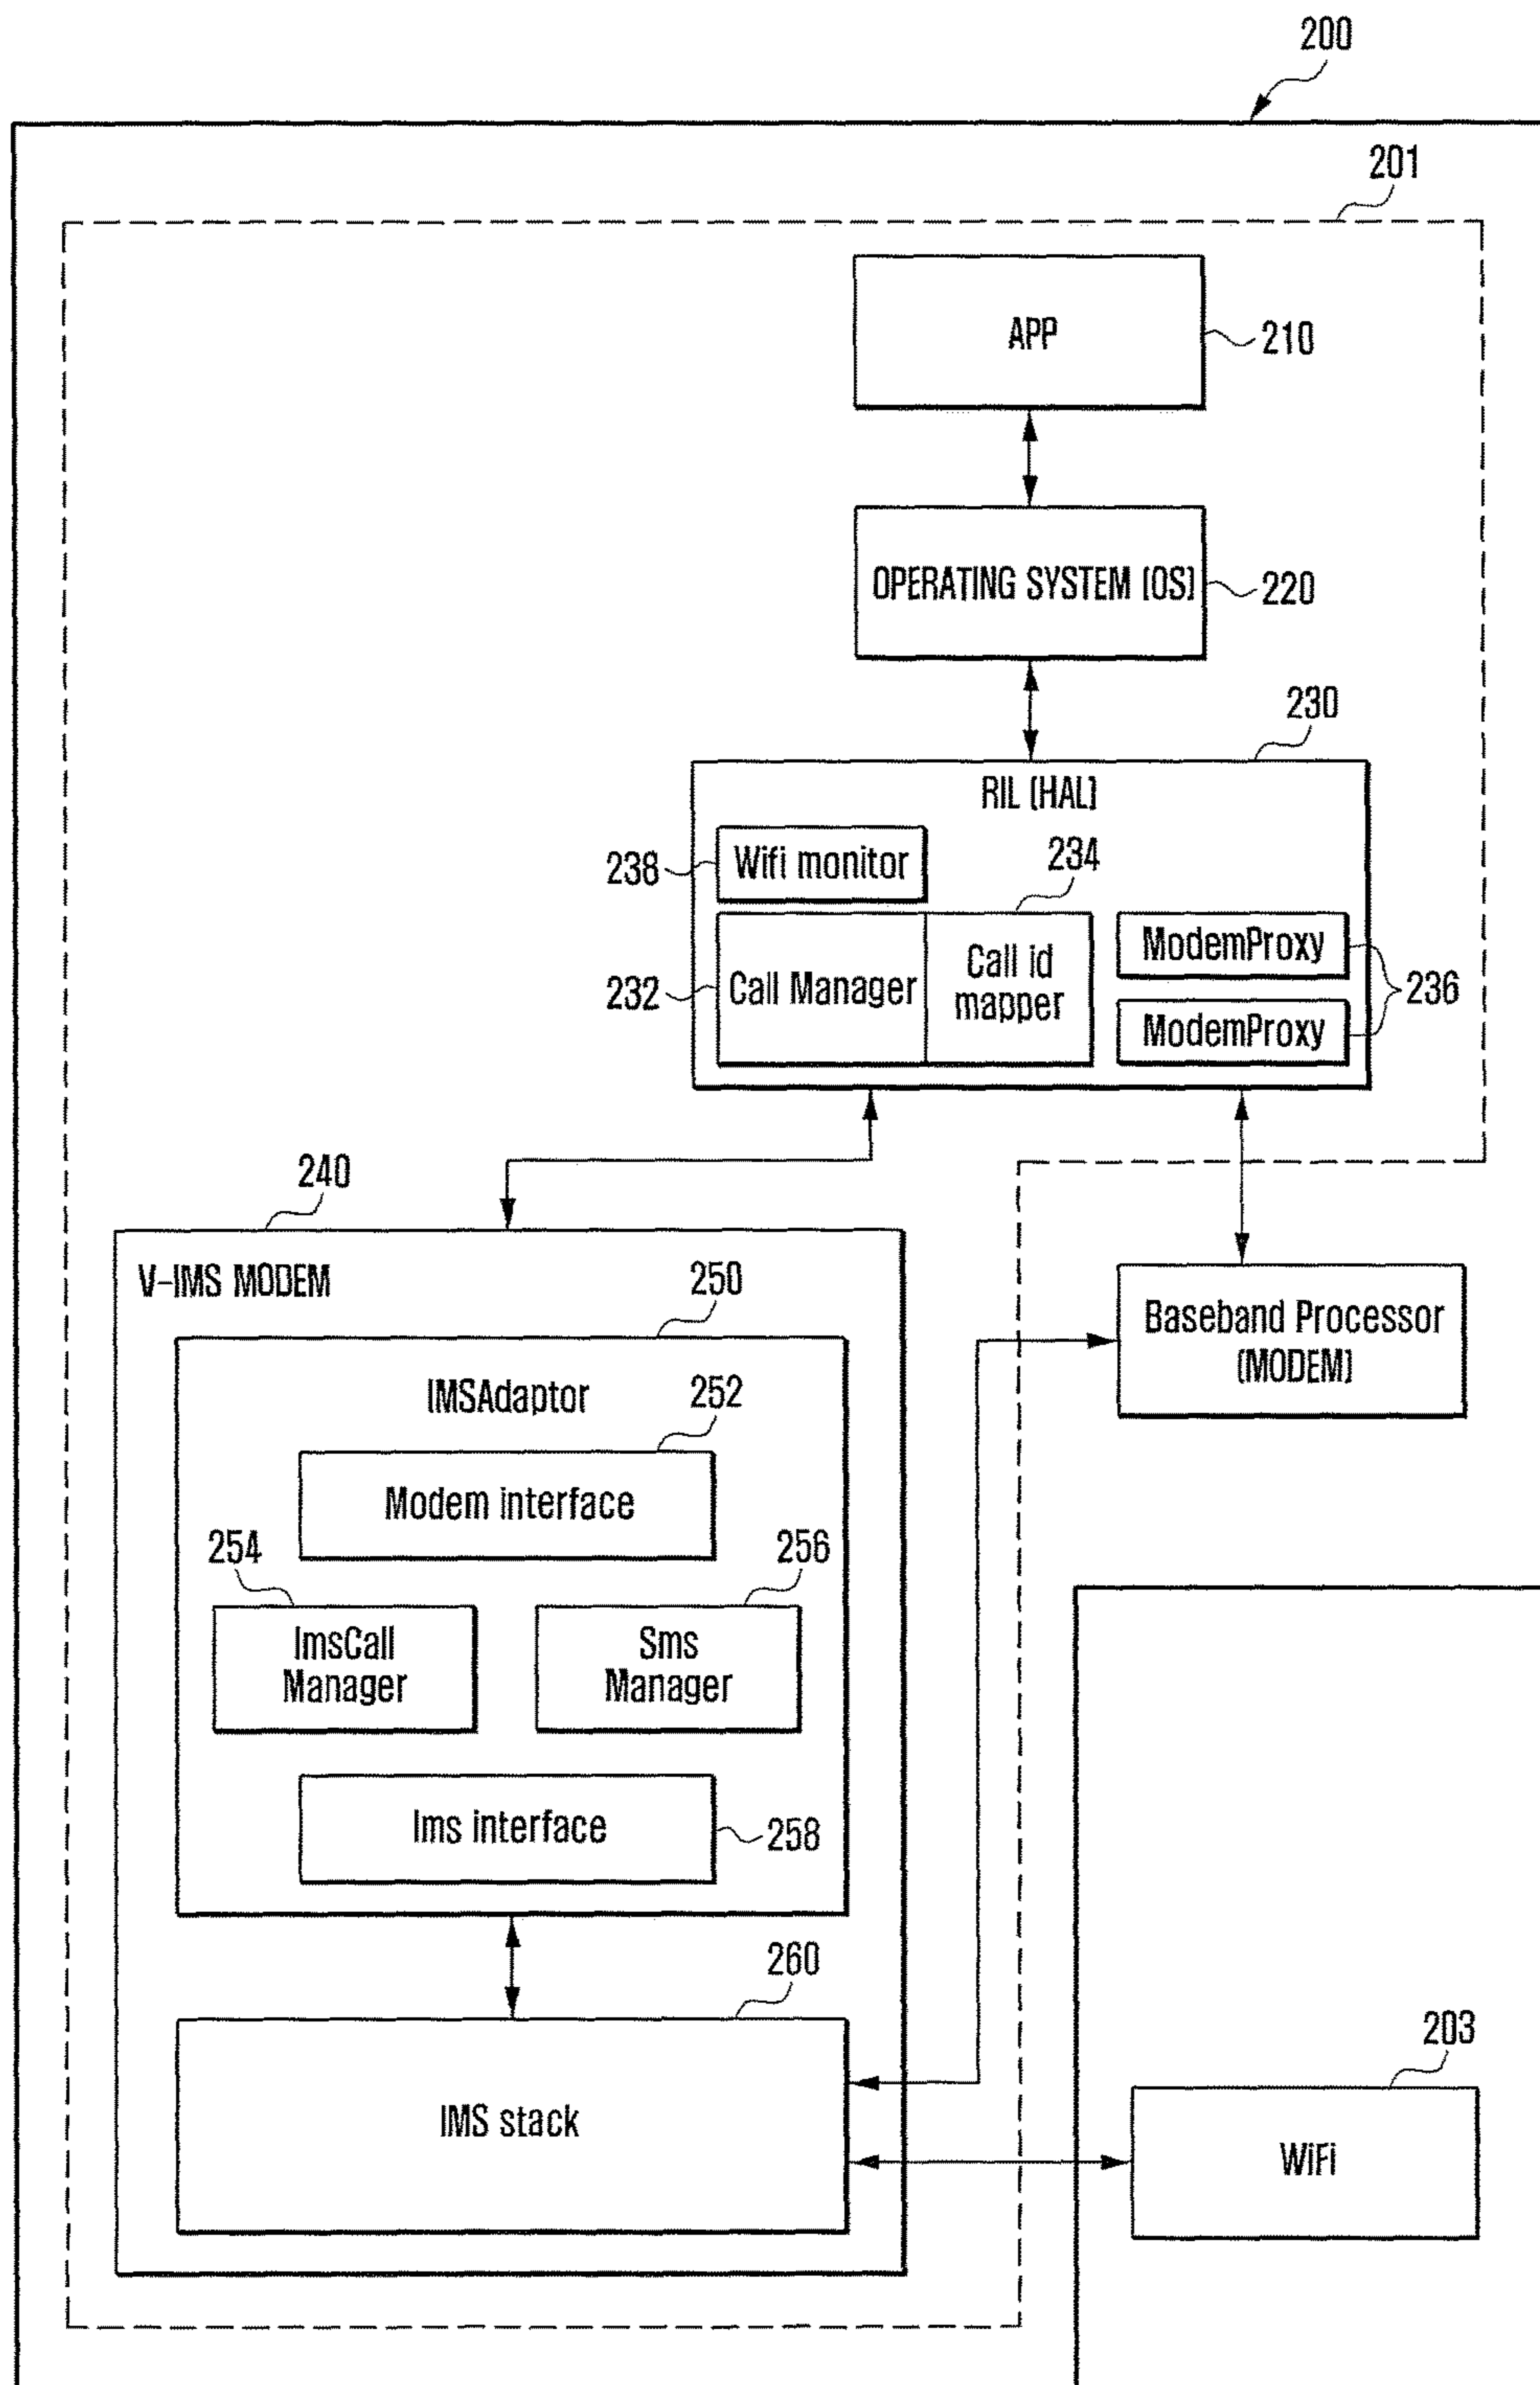 200
201
APP
210
OPERATING SYSTEM (OS)
220
230
RIL (HAL)
238
Wifi monitor
234
232
Call Manager
Call id
mapper
ModemProxy
ModemProxy
236
240
V-IMS MODEM
250
IMSAdaptor
252
Modem interface
254
256
ImsCall
Manager
Sms
Manager
Ims interface
258
260
IMS stack
Baseband Processor
(MODEM)
203
WiFi